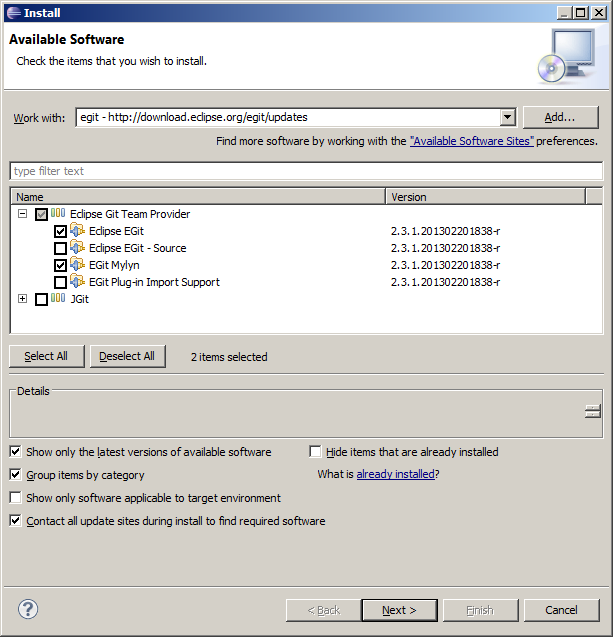 Install
Available Software
Check the items that you wish to install.
Work with: egit - http://download.eclipse.org/egit/updates Add...
Find more software by working with the "Available Software Sites" preferences.
type filter text
Name Version
Eclipse Git Team Provider
Eclipse EGit 2.3.1.201302201838-r
Eclipse EGit - Source 2.3.1.201302201838-r
EGit Mylyn 2.3.1.201302201838-r
EGit Plug-in Import Support 2.3.1.201302201838-r
JGit
Select All Deselect All 2 items selected
Details
Show only the latest versions of available software Hide items that are already installed
Group items by category What is already installed?
Show only software applicable to target environment
Contact all update sites during install to find required software
? < Back Next > Finish Cancel